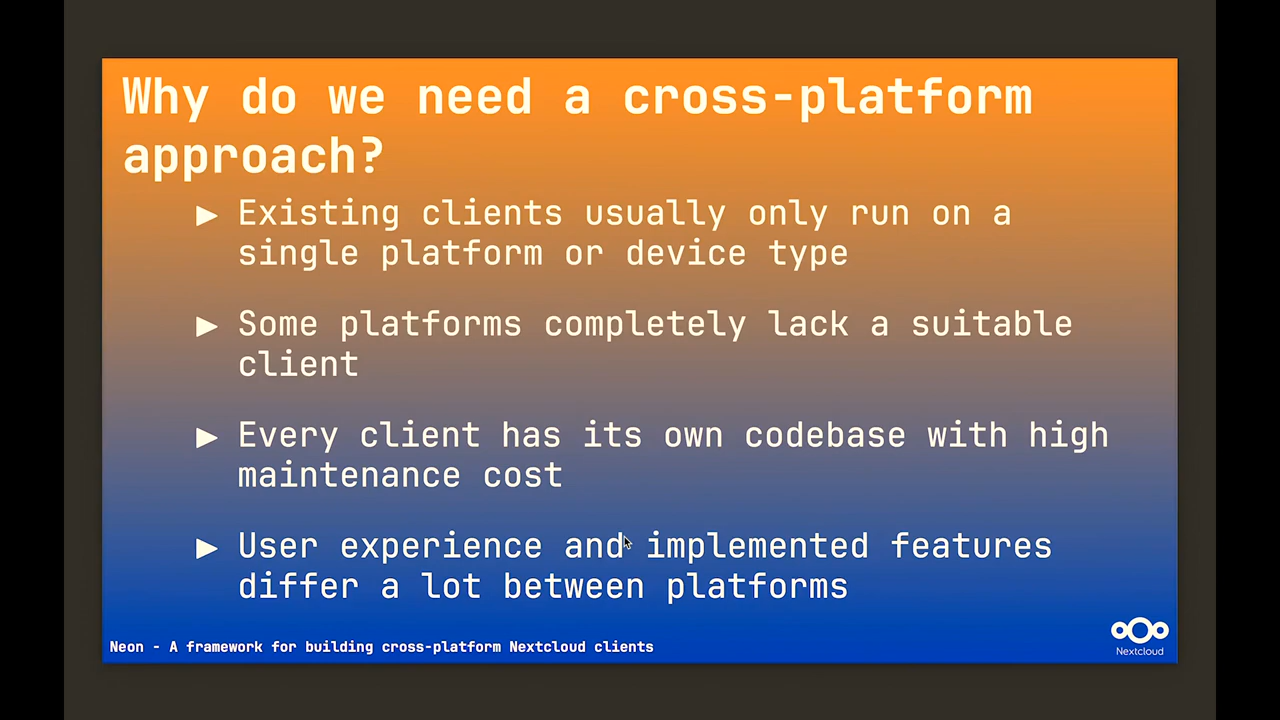 Why do we need a cross-platform
approach?
▶ Existing clients usually only run on a
single platform or device type
▶ Some platforms completely lack a suitable
client
▶ Every client has its own codebase with high
maintenance cost
▶ User experience and implemented features
differ a lot between platforms
Neon - A framework for building cross-platform Nextcloud clients
Nextcloud